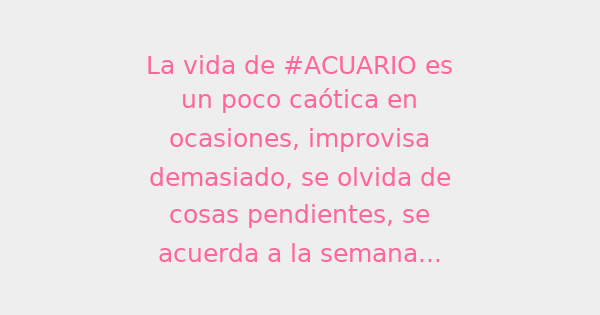 La vida de #ACUARIO es
un poco caótica en
ocasiones, improvisa
demasiado, se olvida de
cosas pendientes, se
acuerda a la semana...